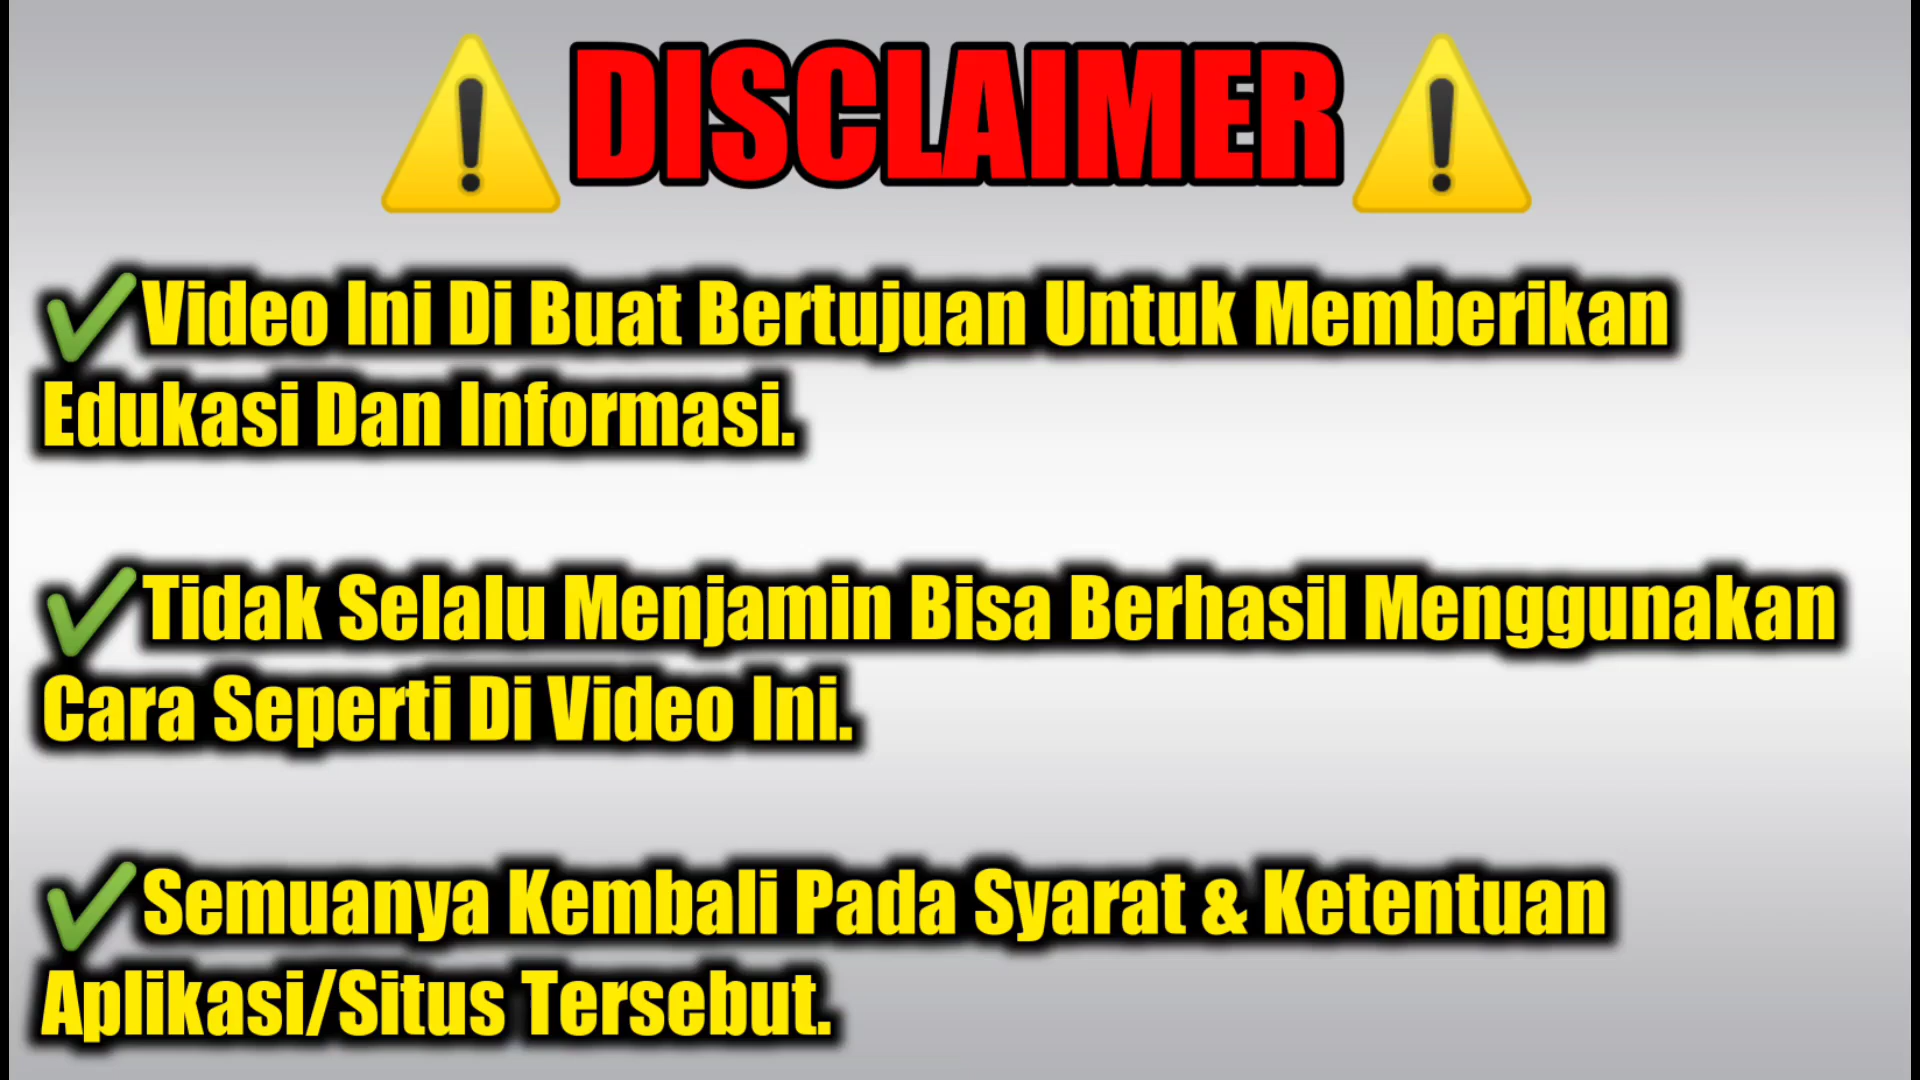 ⚠️DISCLAIMER⚠️
✔️Video Ini Di Buat Bertujuan Untuk Memberikan
Edukasi Dan Informasi.
✔️Tidak Selalu Menjamin Bisa Berhasil Menggunakan
Cara Seperti Di Video Ini.
✔️Semuanya Kembali Pada Syarat & Ketentuan
Aplikasi/Situs Tersebut.